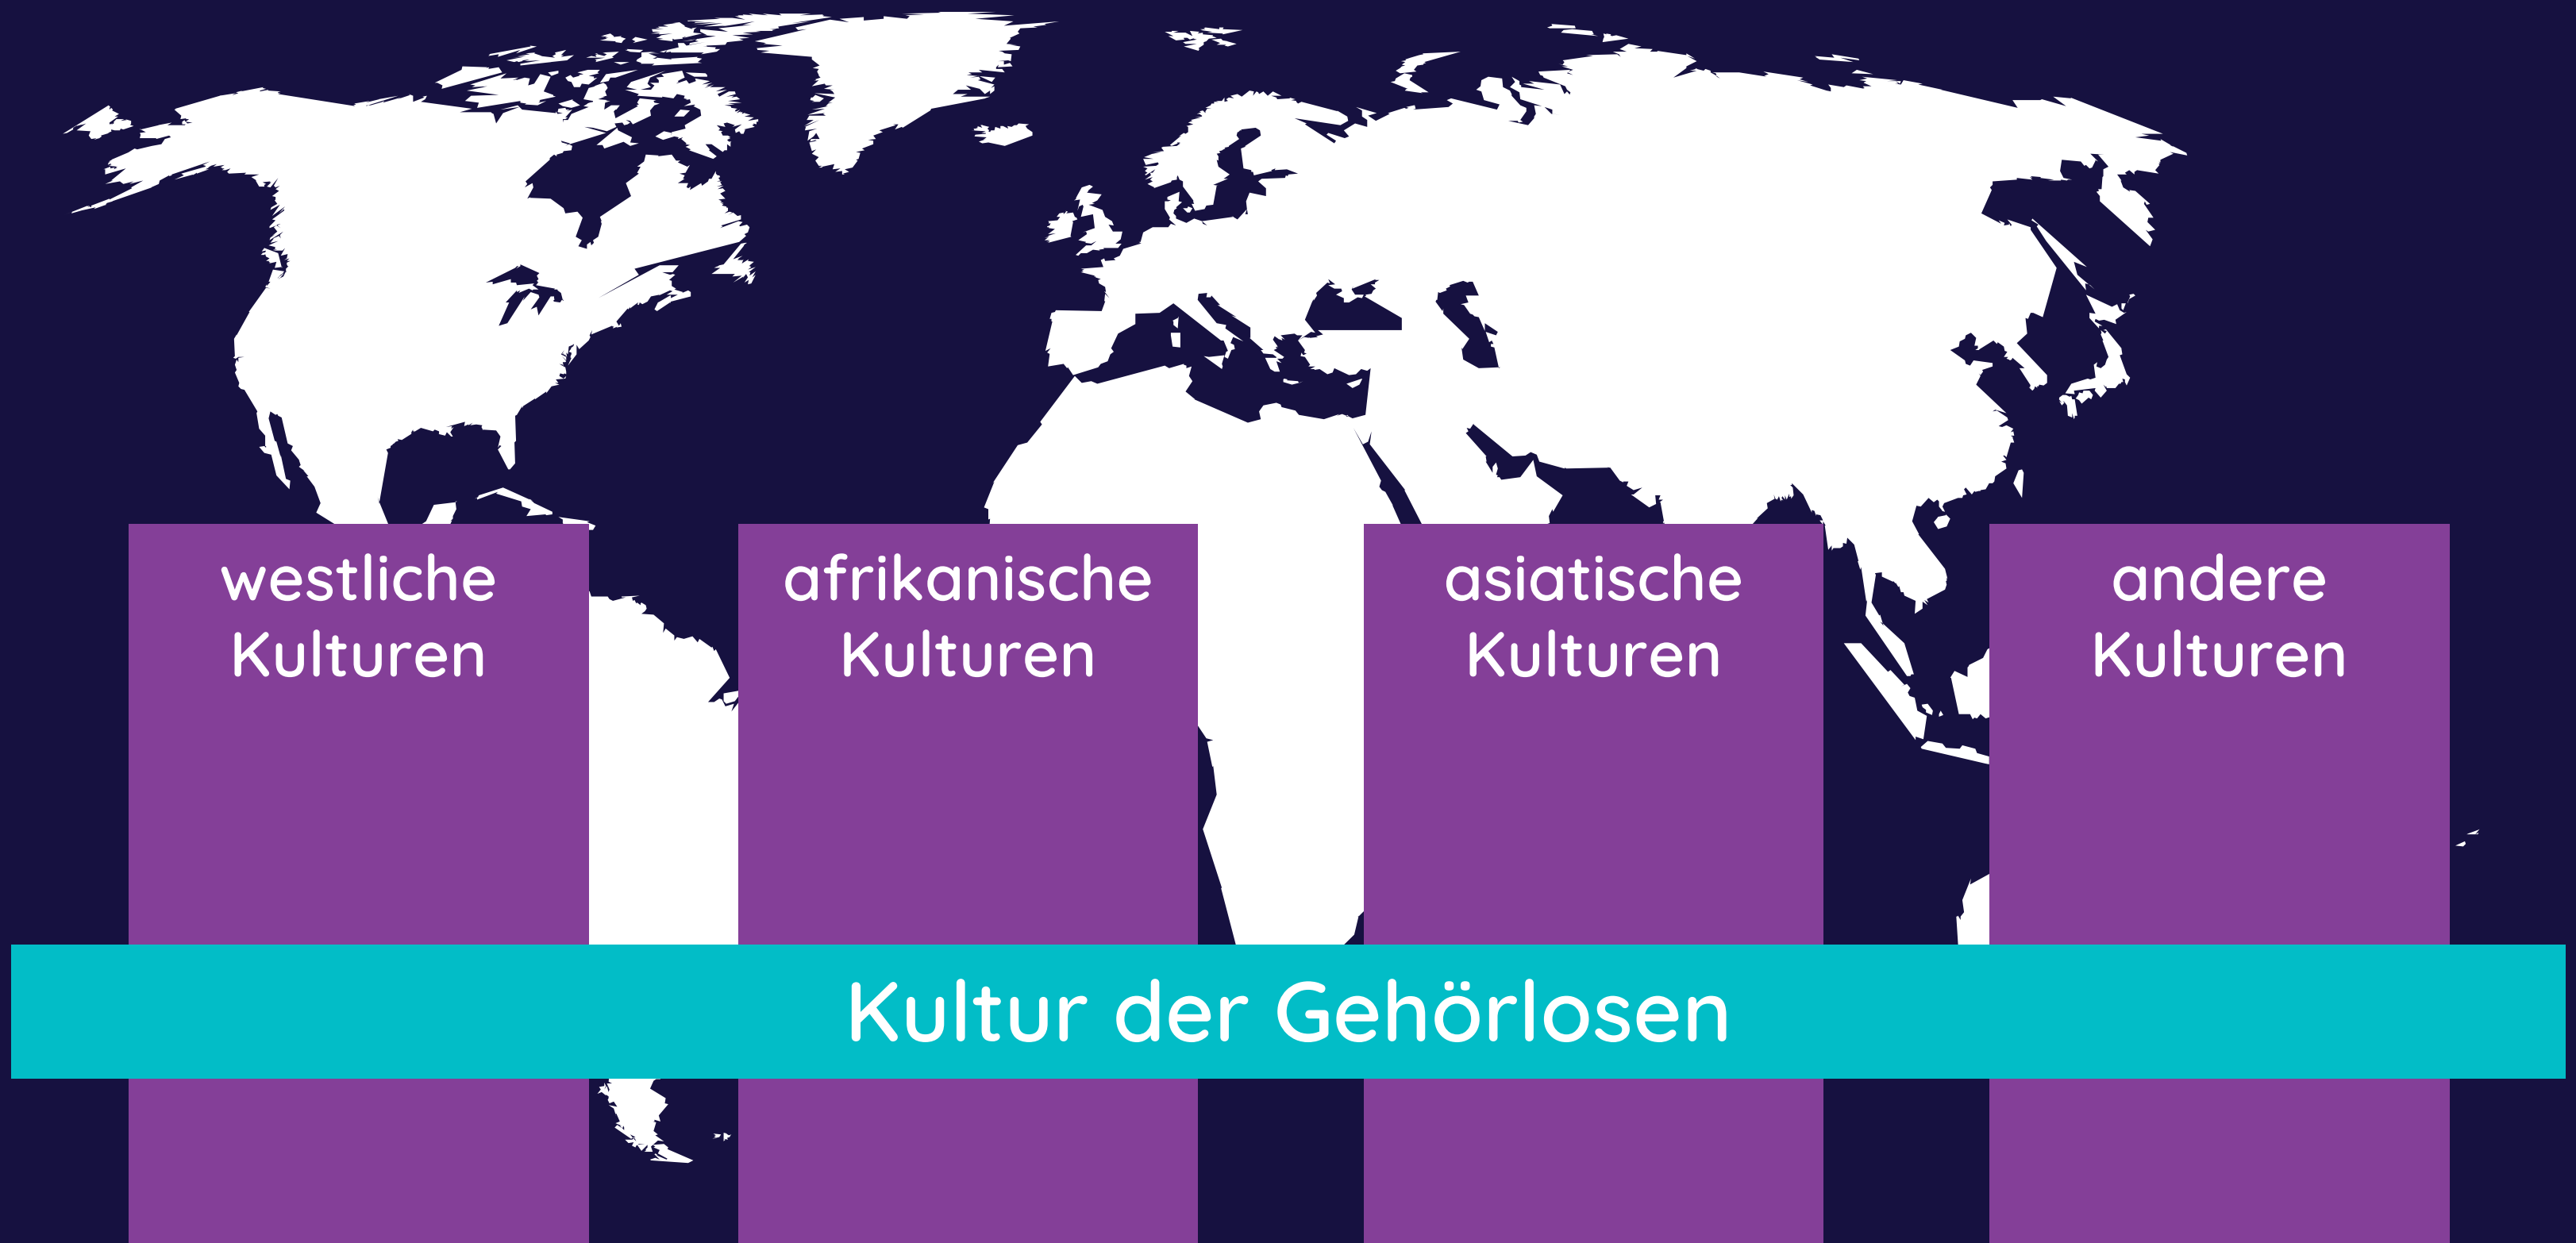 westliche
Kulturen
afrikanische
Kulturen
asiatische
Kulturen
andere
Kulturen
Kultur der Gehörlosen